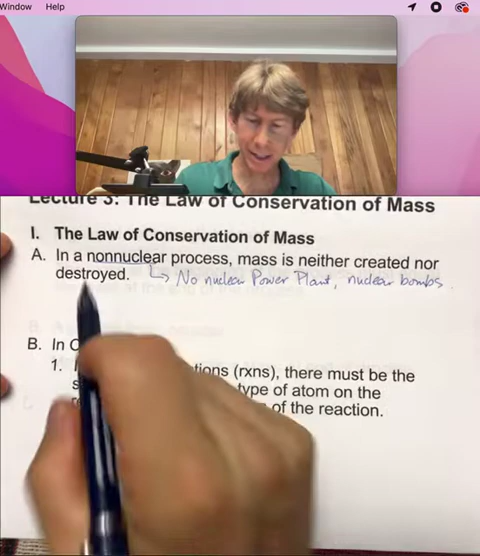 Window Help
Lecture 3: The Law of Conservation of Mass
I. The Law of Conservation of Mass
A. In a nonnuclear process, mass is neither created nor
destroyed. ↳ No nuclear Power Plant, nuclear bombs.
B. In
1. tions (rxns), there must be the
type of atom on the
of the reaction.